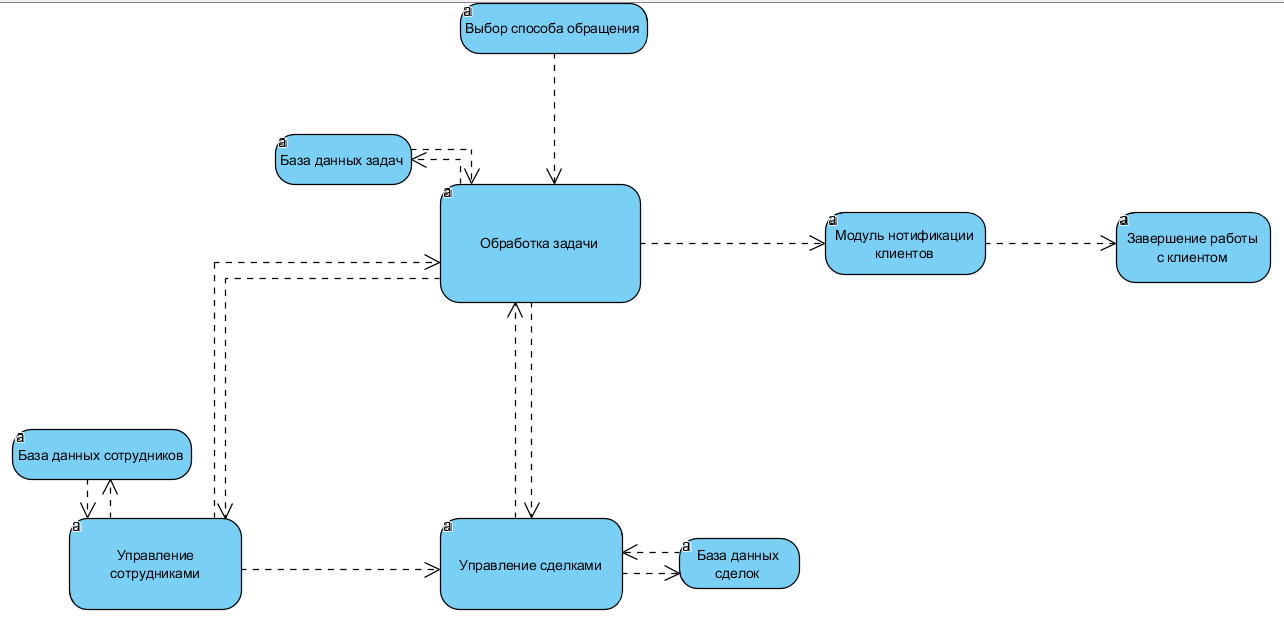 a
Выбор способа обращения
a
База данных задач
a
Обработка задачи
a
Модуль нотификации
клиентов
a
Завершение работы
с клиентом
a
База данных сотрудников
a
Управление
сотрудниками
a
Управление сделками
a
База данных
сделок